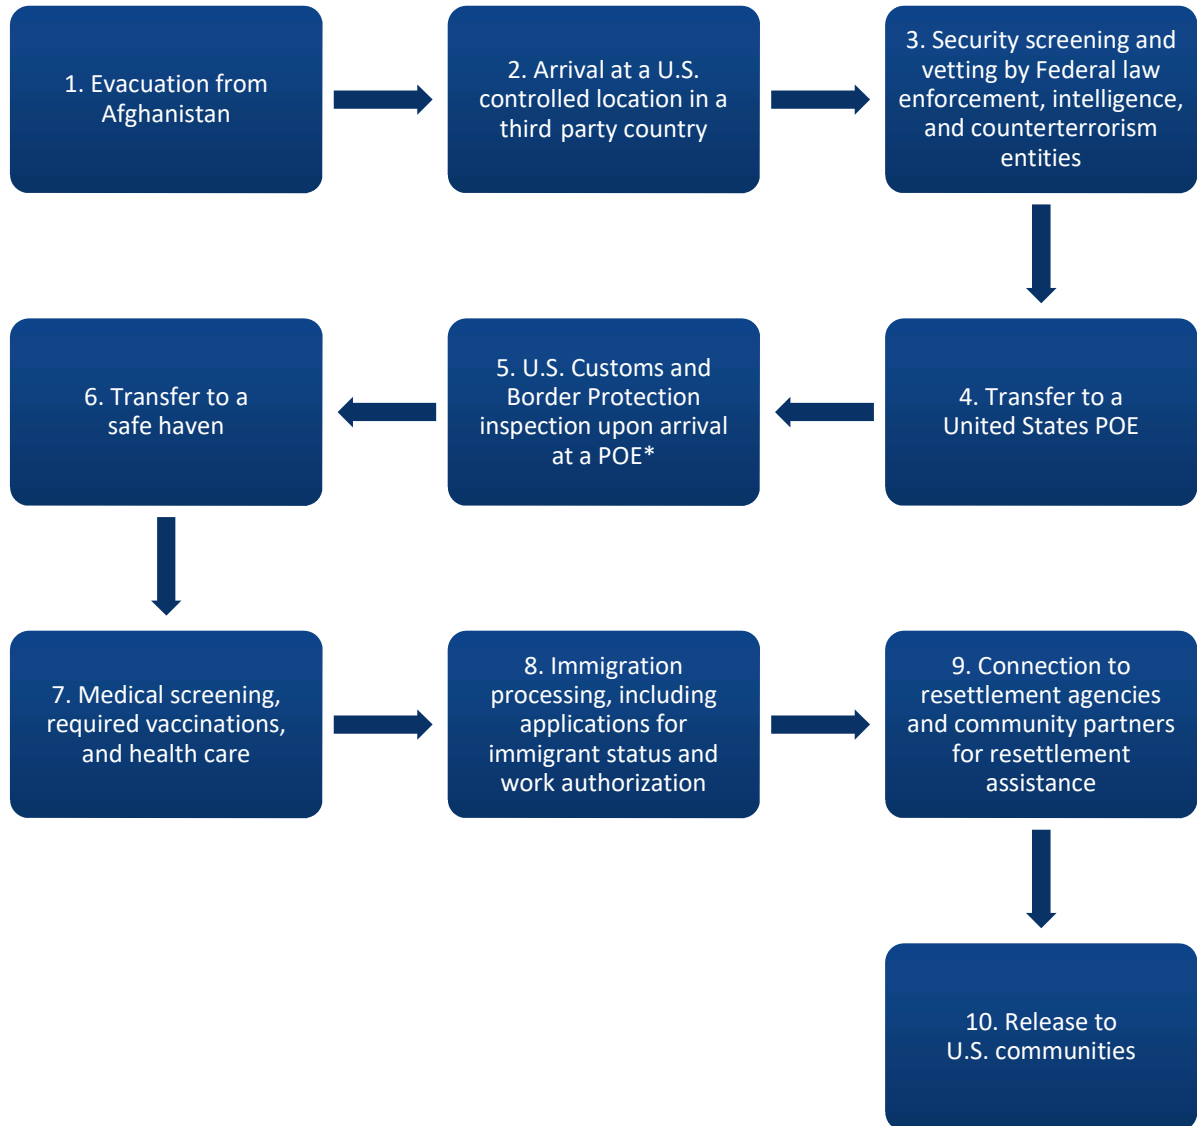 1. Evacuation from
Afghanistan
2. Arrival at a U.S.
controlled location in a
third party country
3. Security screening and
vetting by Federal law
enforcement, intelligence,
and counterterrorism
entities
4. Transfer to a
United States POE
5. U.S. Customs and
Border Protection
inspection upon arrival
at a POE*
6. Transfer to a
safe haven
7. Medical screening,
required vaccinations,
and health care
8. Immigration
processing, including
applications for
immigrant status and
work authorization
9. Connection to
resettlement agencies
and community partners
for resettlement
assistance
10. Release to
U.S. communities